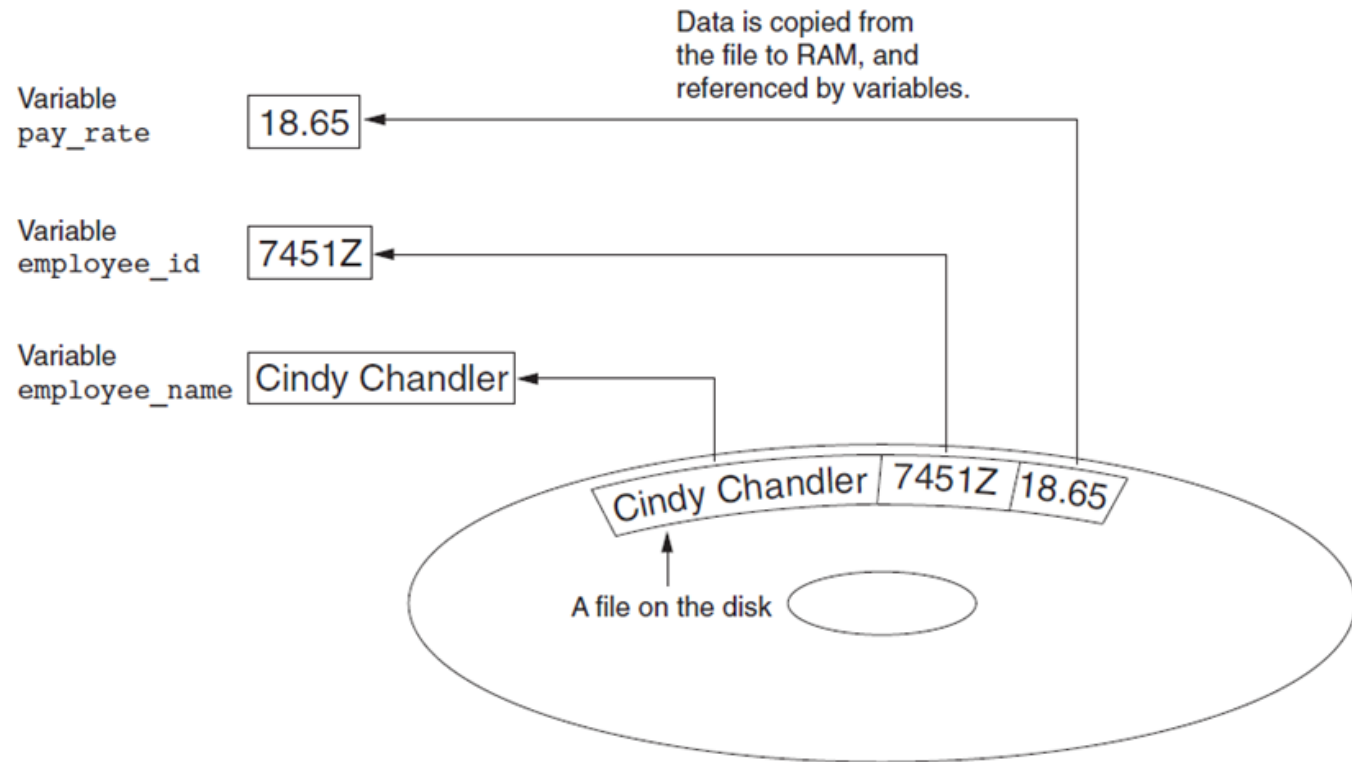 Data is copied from
the file to RAM, and
referenced by variables.
Variable
pay_rate
18.65
Variable
employee_id
7451Z
Variable
employee_name
Cindy Chandler
Cindy Chandler 7451Z 18.65
A file on the disk